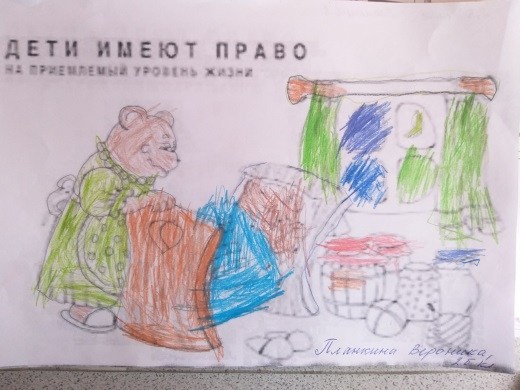 ДЕТИ ИМЕЮТ ПРАВО
НА ПРИЕМЛЕМЫЙ УРОВЕНЬ ЖИЗНИ
Планкина Вероника